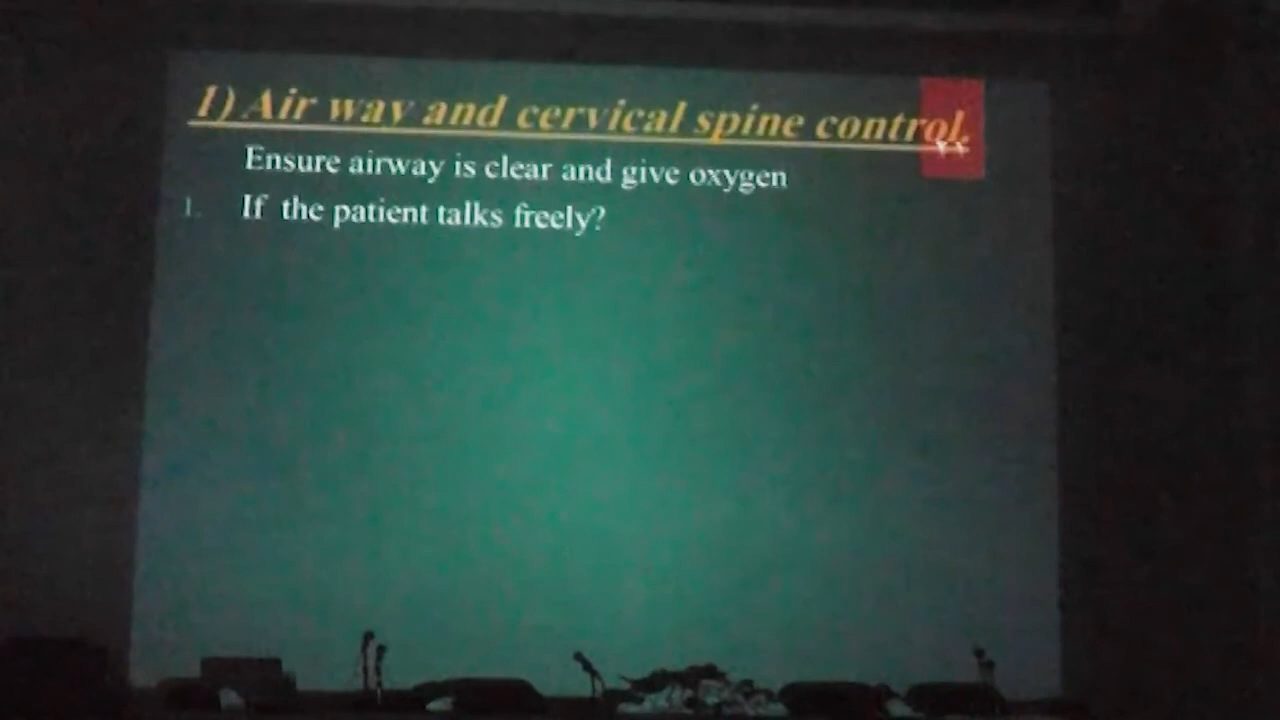 1) Air way and cervical spine control.
Ensure airway is clear and give oxygen
1. If the patient talks freely?